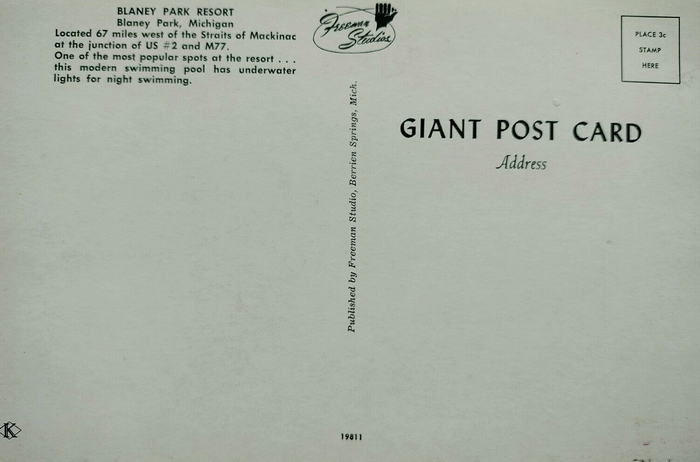 BLANEY PARK RESORT
Blaney Park, Michigan
Located 67 miles west of the Straits of Mackinac
at the junction of US #2 and M77.
One of the most popular spots at the resort . . .
this modern swimming pool has underwater
lights for night swimming.
Freeman
Studios
Published by Freeman Studio, Berrien Springs, Mich.
PLACE 3c
STAMP
HERE
GIANT POST CARD
Address
K
19811